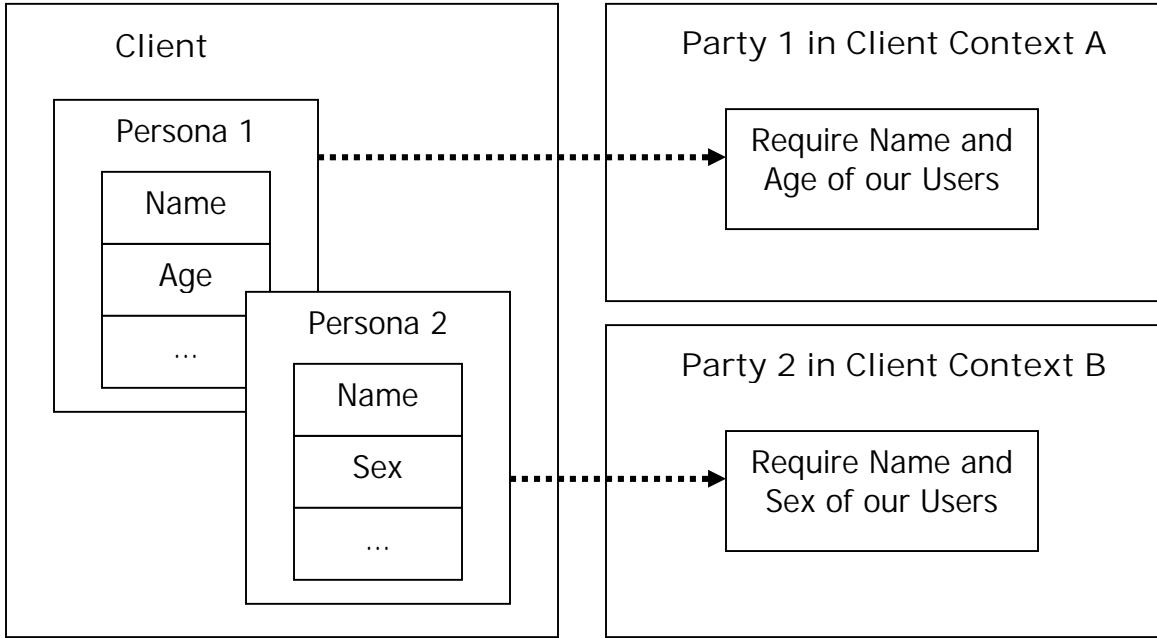 Client
Persona 1
Name
Age
...
Persona 2
Name
Sex
...
Party 1 in Client Context A
Require Name and
Age of our Users
Party 2 in Client Context B
Require Name and
Sex of our Users